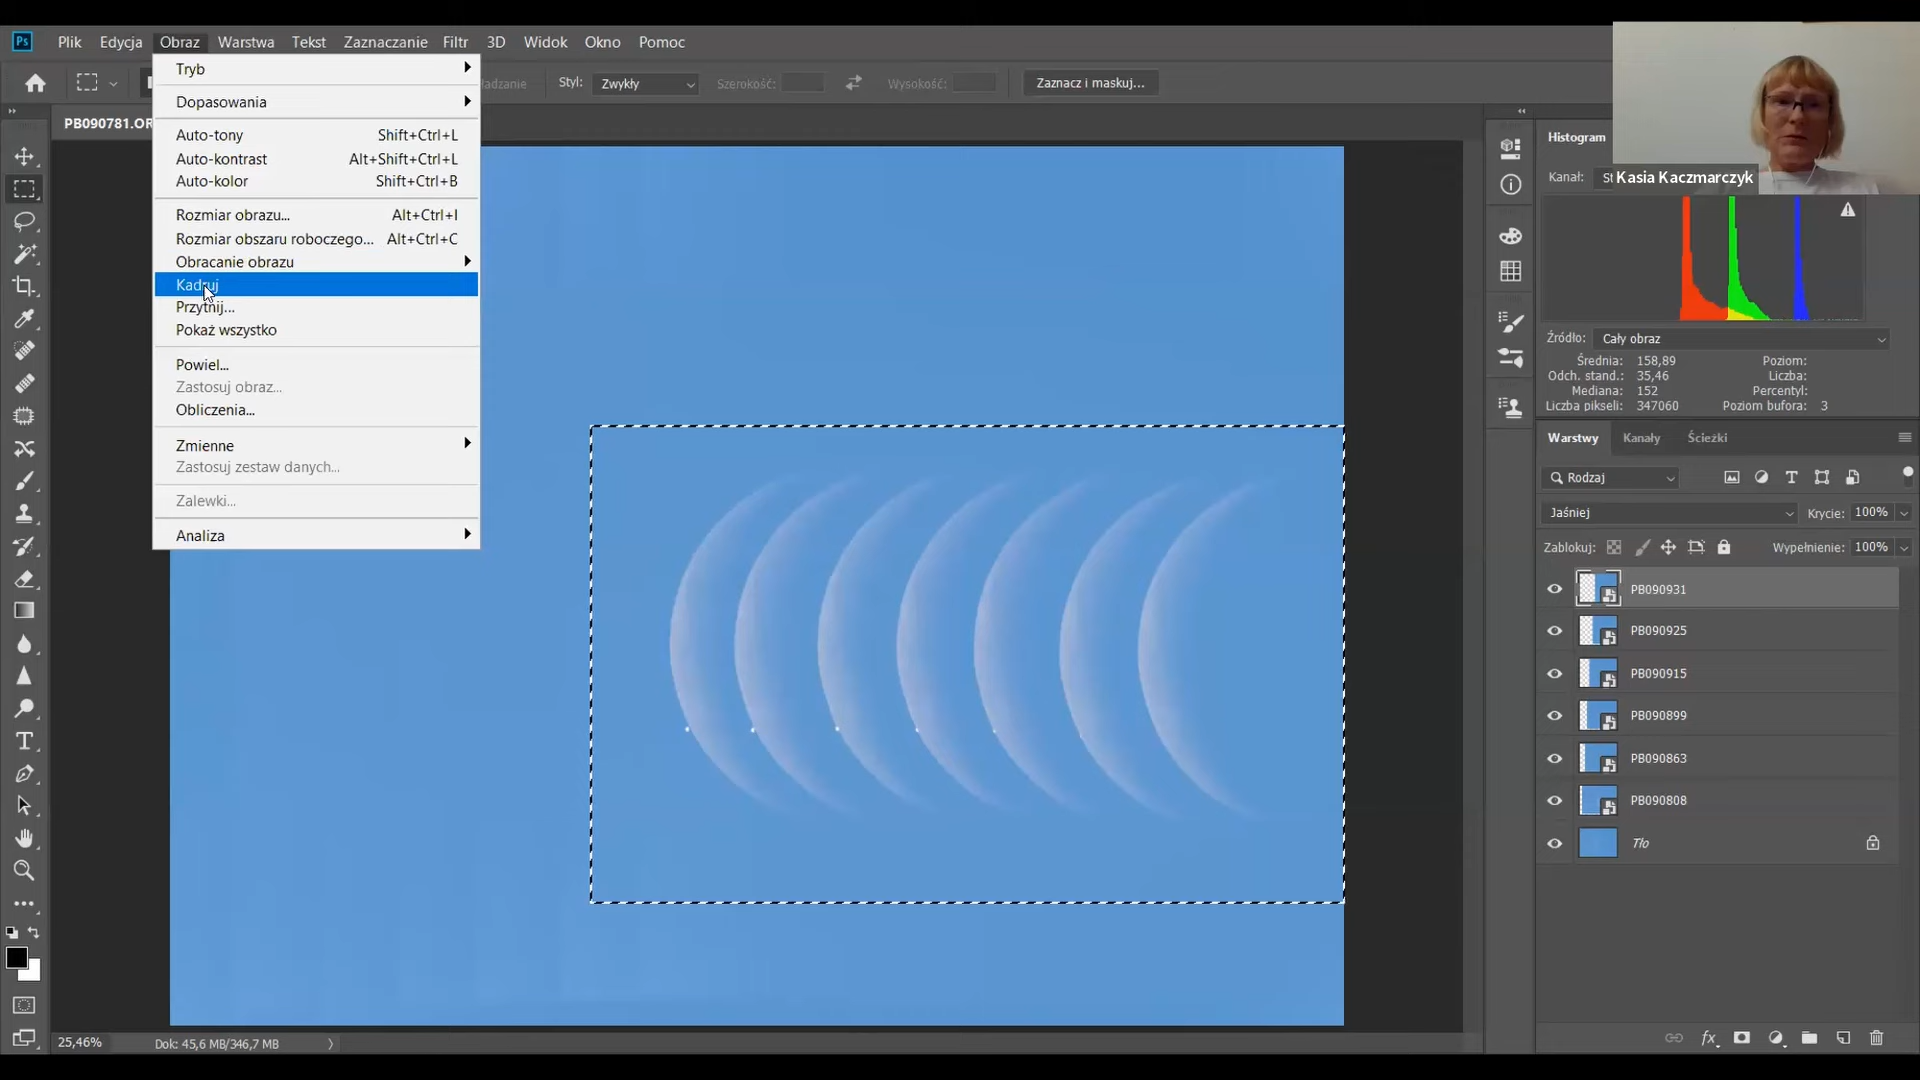 Ps Plik Edycja Obraz Warstwa Tekst Zaznaczanie Filtr 3D Widok Okno Pomoc
Styl: Zwykły Szerokość: Wysokość: Zaznacz i maskuj...
PB090781.OR
Tryb
Dopasowania
Auto-tony Shift+Ctrl+L
Auto-kontrast Alt+Shift+Ctrl+L
Auto-kolor Shift+Ctrl+B
Rozmiar obrazu... Alt+Ctrl+I
Rozmiar obszaru roboczego... Alt+Ctrl+C
Obracanie obrazu
Kadruj
Przytnij...
Pokaż wszystko
Powiel...
Zastosuj obraz...
Obliczenia...
Zmienne
Zastosuj zestaw danych...
Zalewki...
Analiza
25,46% Dok: 45,6 MB/346,7 MB
Histogram
Kanał:
Kasia Kaczmarczyk
Źródło: Cały obraz
Średnia: 158,89 Poziom:
Odch. stand.: 35,46 Liczba:
Mediana: 152 Percentyl:
Liczba pikseli: 347060 Poziom bufora: 3
Warstwy Kanały Ścieżki
Rodzaj
Jaśniej Krycie: 100%
Zablokuj: Wypełnienie: 100%
PB090931
PB090925
PB090915
PB090899
PB090863
PB090808
Tło